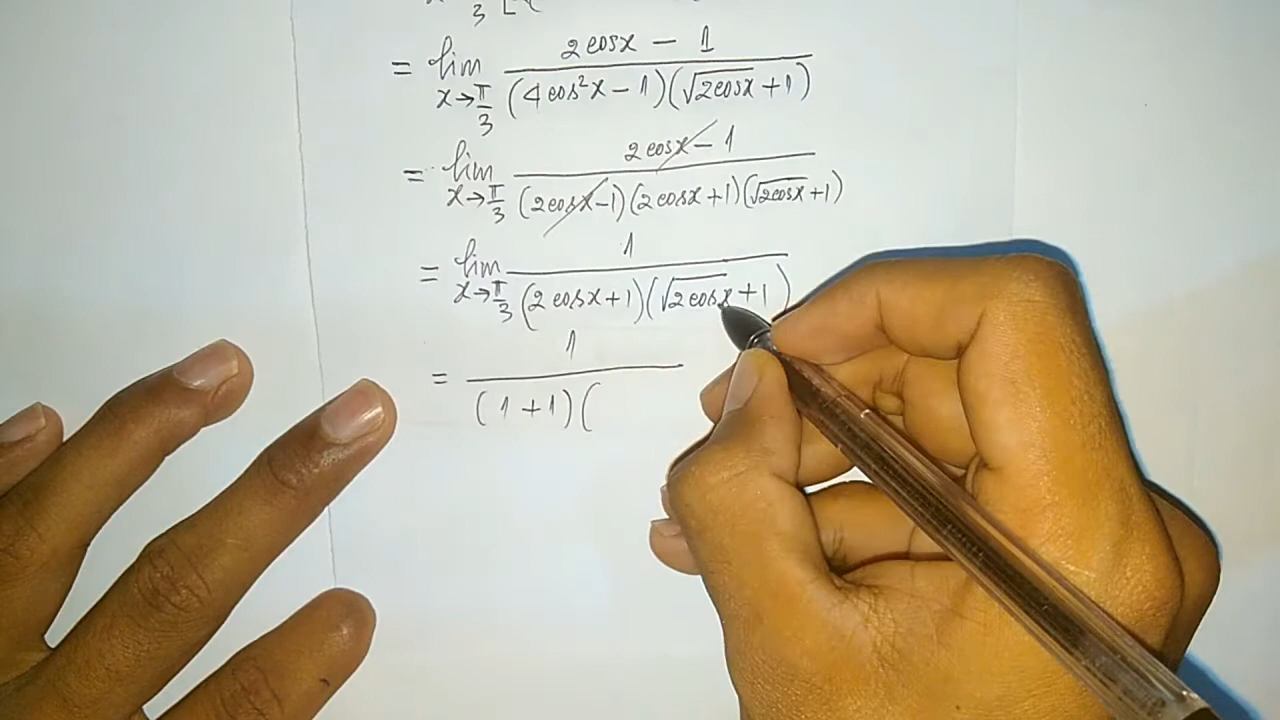 3
= lim x→π/3 (2cosx - 1)/((4cos²x - 1)(√2cosx + 1))
= lim x→π/3 (2cosx - 1)/((2cosx - 1)(2cosx + 1)(√2cosx + 1))
= lim x→π/3 1/((2cosx + 1)(√2cosx + 1))
= 1/((1 + 1)(